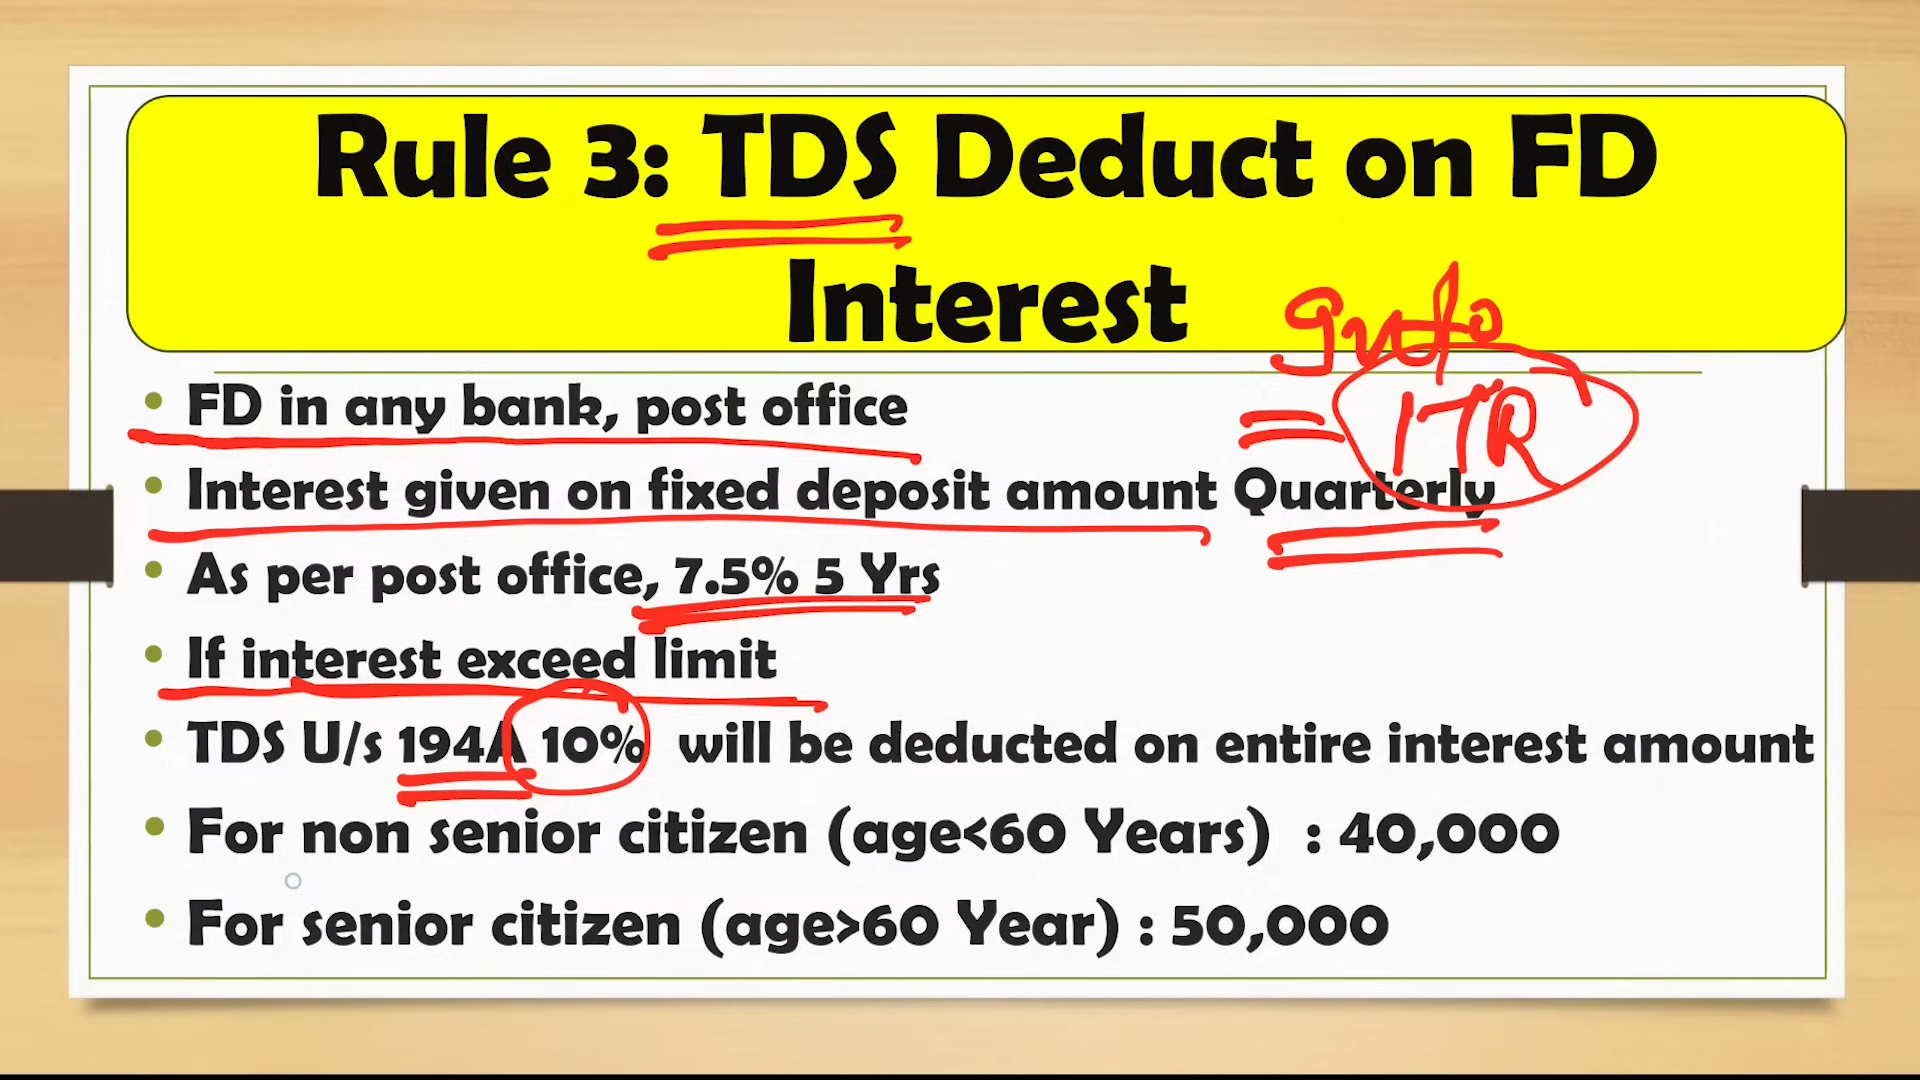 Rule 3: TDS Deduct on FD
Interest
Info
ITR
• FD in any bank, post office
• Interest given on fixed deposit amount Quarterly
• As per post office, 7.5% 5 Yrs
• If interest exceed limit
• TDS U/s 194A 10% will be deducted on entire interest amount
• For non senior citizen (age<60 Years) : 40,000
• For senior citizen (age>60 Year) : 50,000